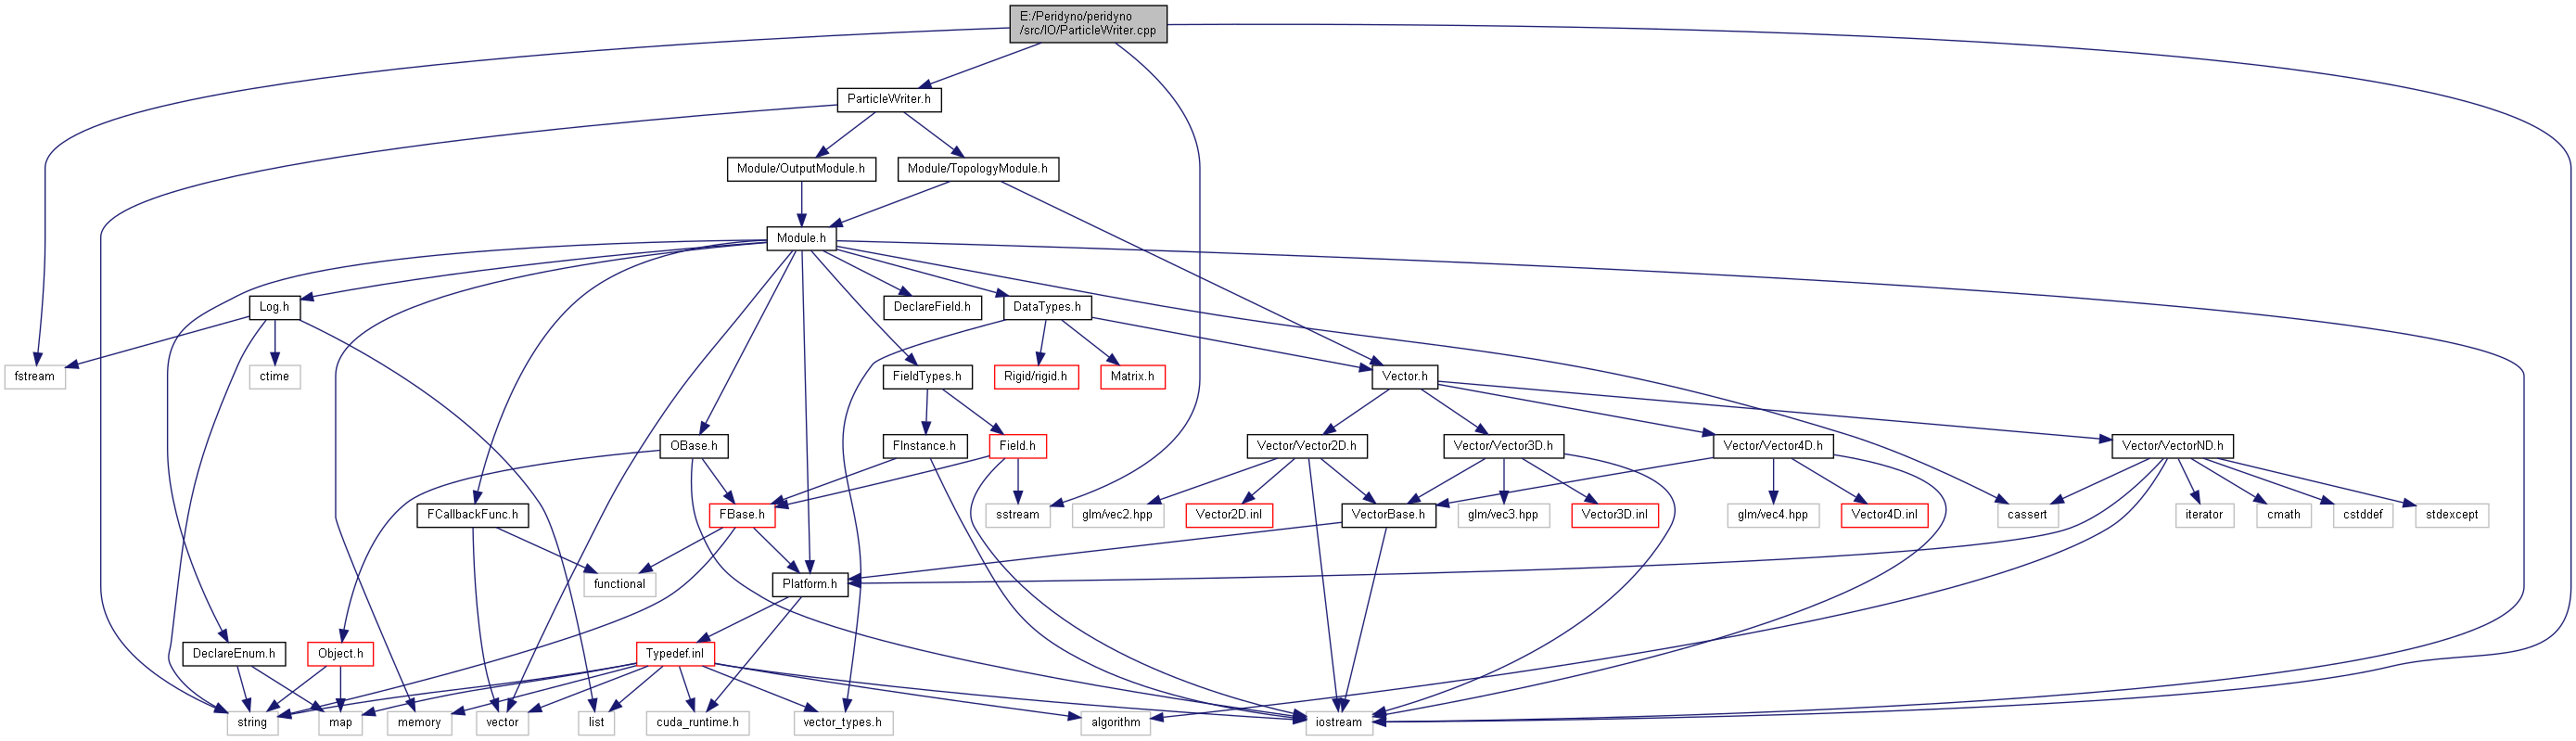 E:/Peridyno/peridyno
/src/IO/ParticleWriter.cpp
ParticleWriter.h
Module/OutputModule.h
Module/TopologyModule.h
Module.h
Log.h
DeclareField.h
DataTypes.h
fstream
ctime
FieldTypes.h
Rigid/rigid.h
Matrix.h
Vector.h
OBase.h
FInstance.h
Field.h
Vector/Vector2D.h
Vector/Vector3D.h
Vector/Vector4D.h
Vector/VectorND.h
FCallbackFunc.h
FBase.h
sstream
glm/vec2.hpp
Vector2D.inl
VectorBase.h
glm/vec3.hpp
Vector3D.inl
glm/vec4.hpp
Vector4D.inl
cassert
iterator
cmath
cstddef
stdexcept
functional
Platform.h
DeclareEnum.h
Object.h
Typedef.inl
string
map
memory
vector
list
cuda_runtime.h
vector_types.h
algorithm
iostream